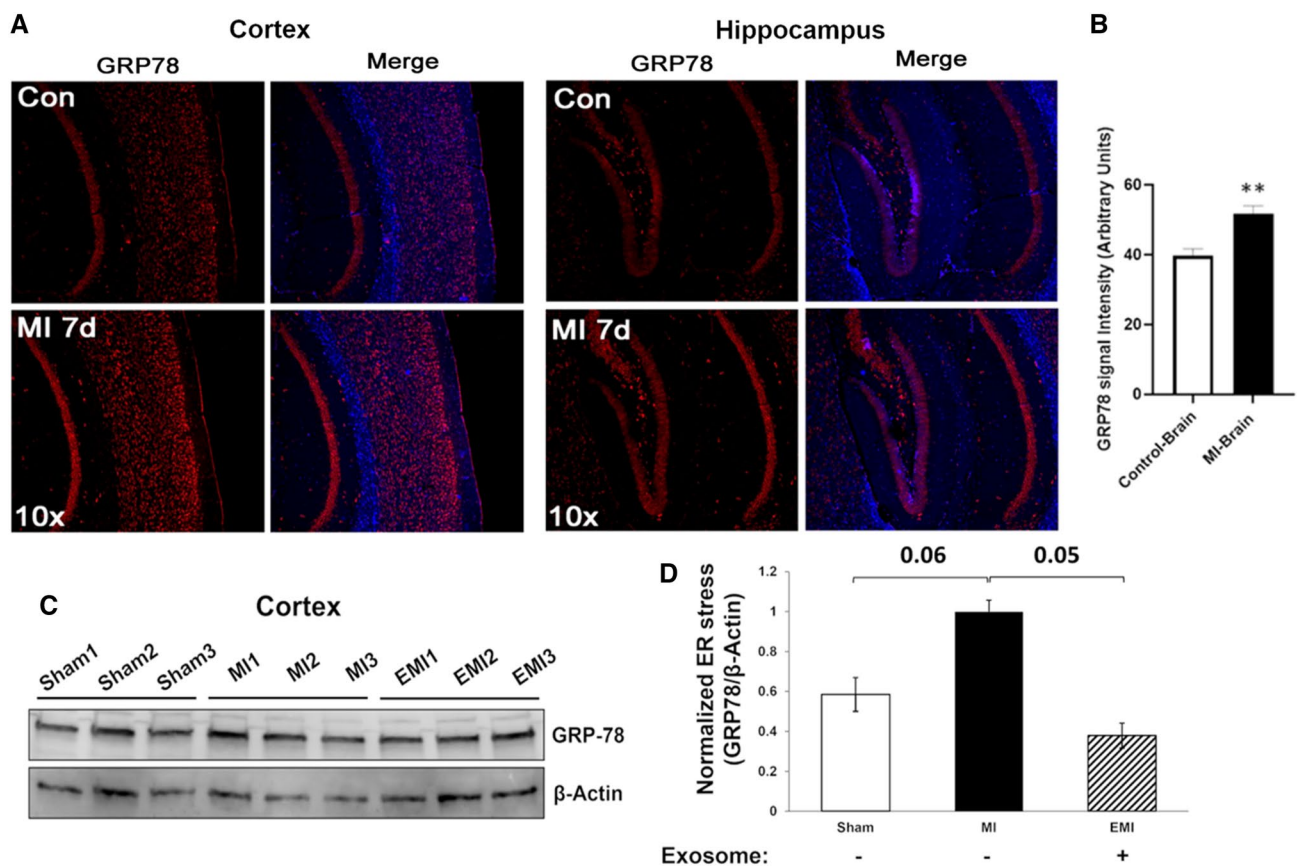 A
Cortex
GRP78 Merge
Con
MI 7d
10x
Hippocampus
GRP78 Merge
Con
MI 7d
10x
B
GRP78 signal Intensity (Arbitrary Units)
60
40
20
0
**
Control-Brain
MI-Brain
C
Cortex
Sham1 Sham2 Sham3 MI1 MI2 MI3 EMI1 EMI2 EMI3
GRP-78
β-Actin
D
0.06 0.05
Normalized ER stress
(GRP78/β-Actin)
1.2
1
0.8
0.6
0.4
0.2
0
Sham MI EMI
Exosome: - - +